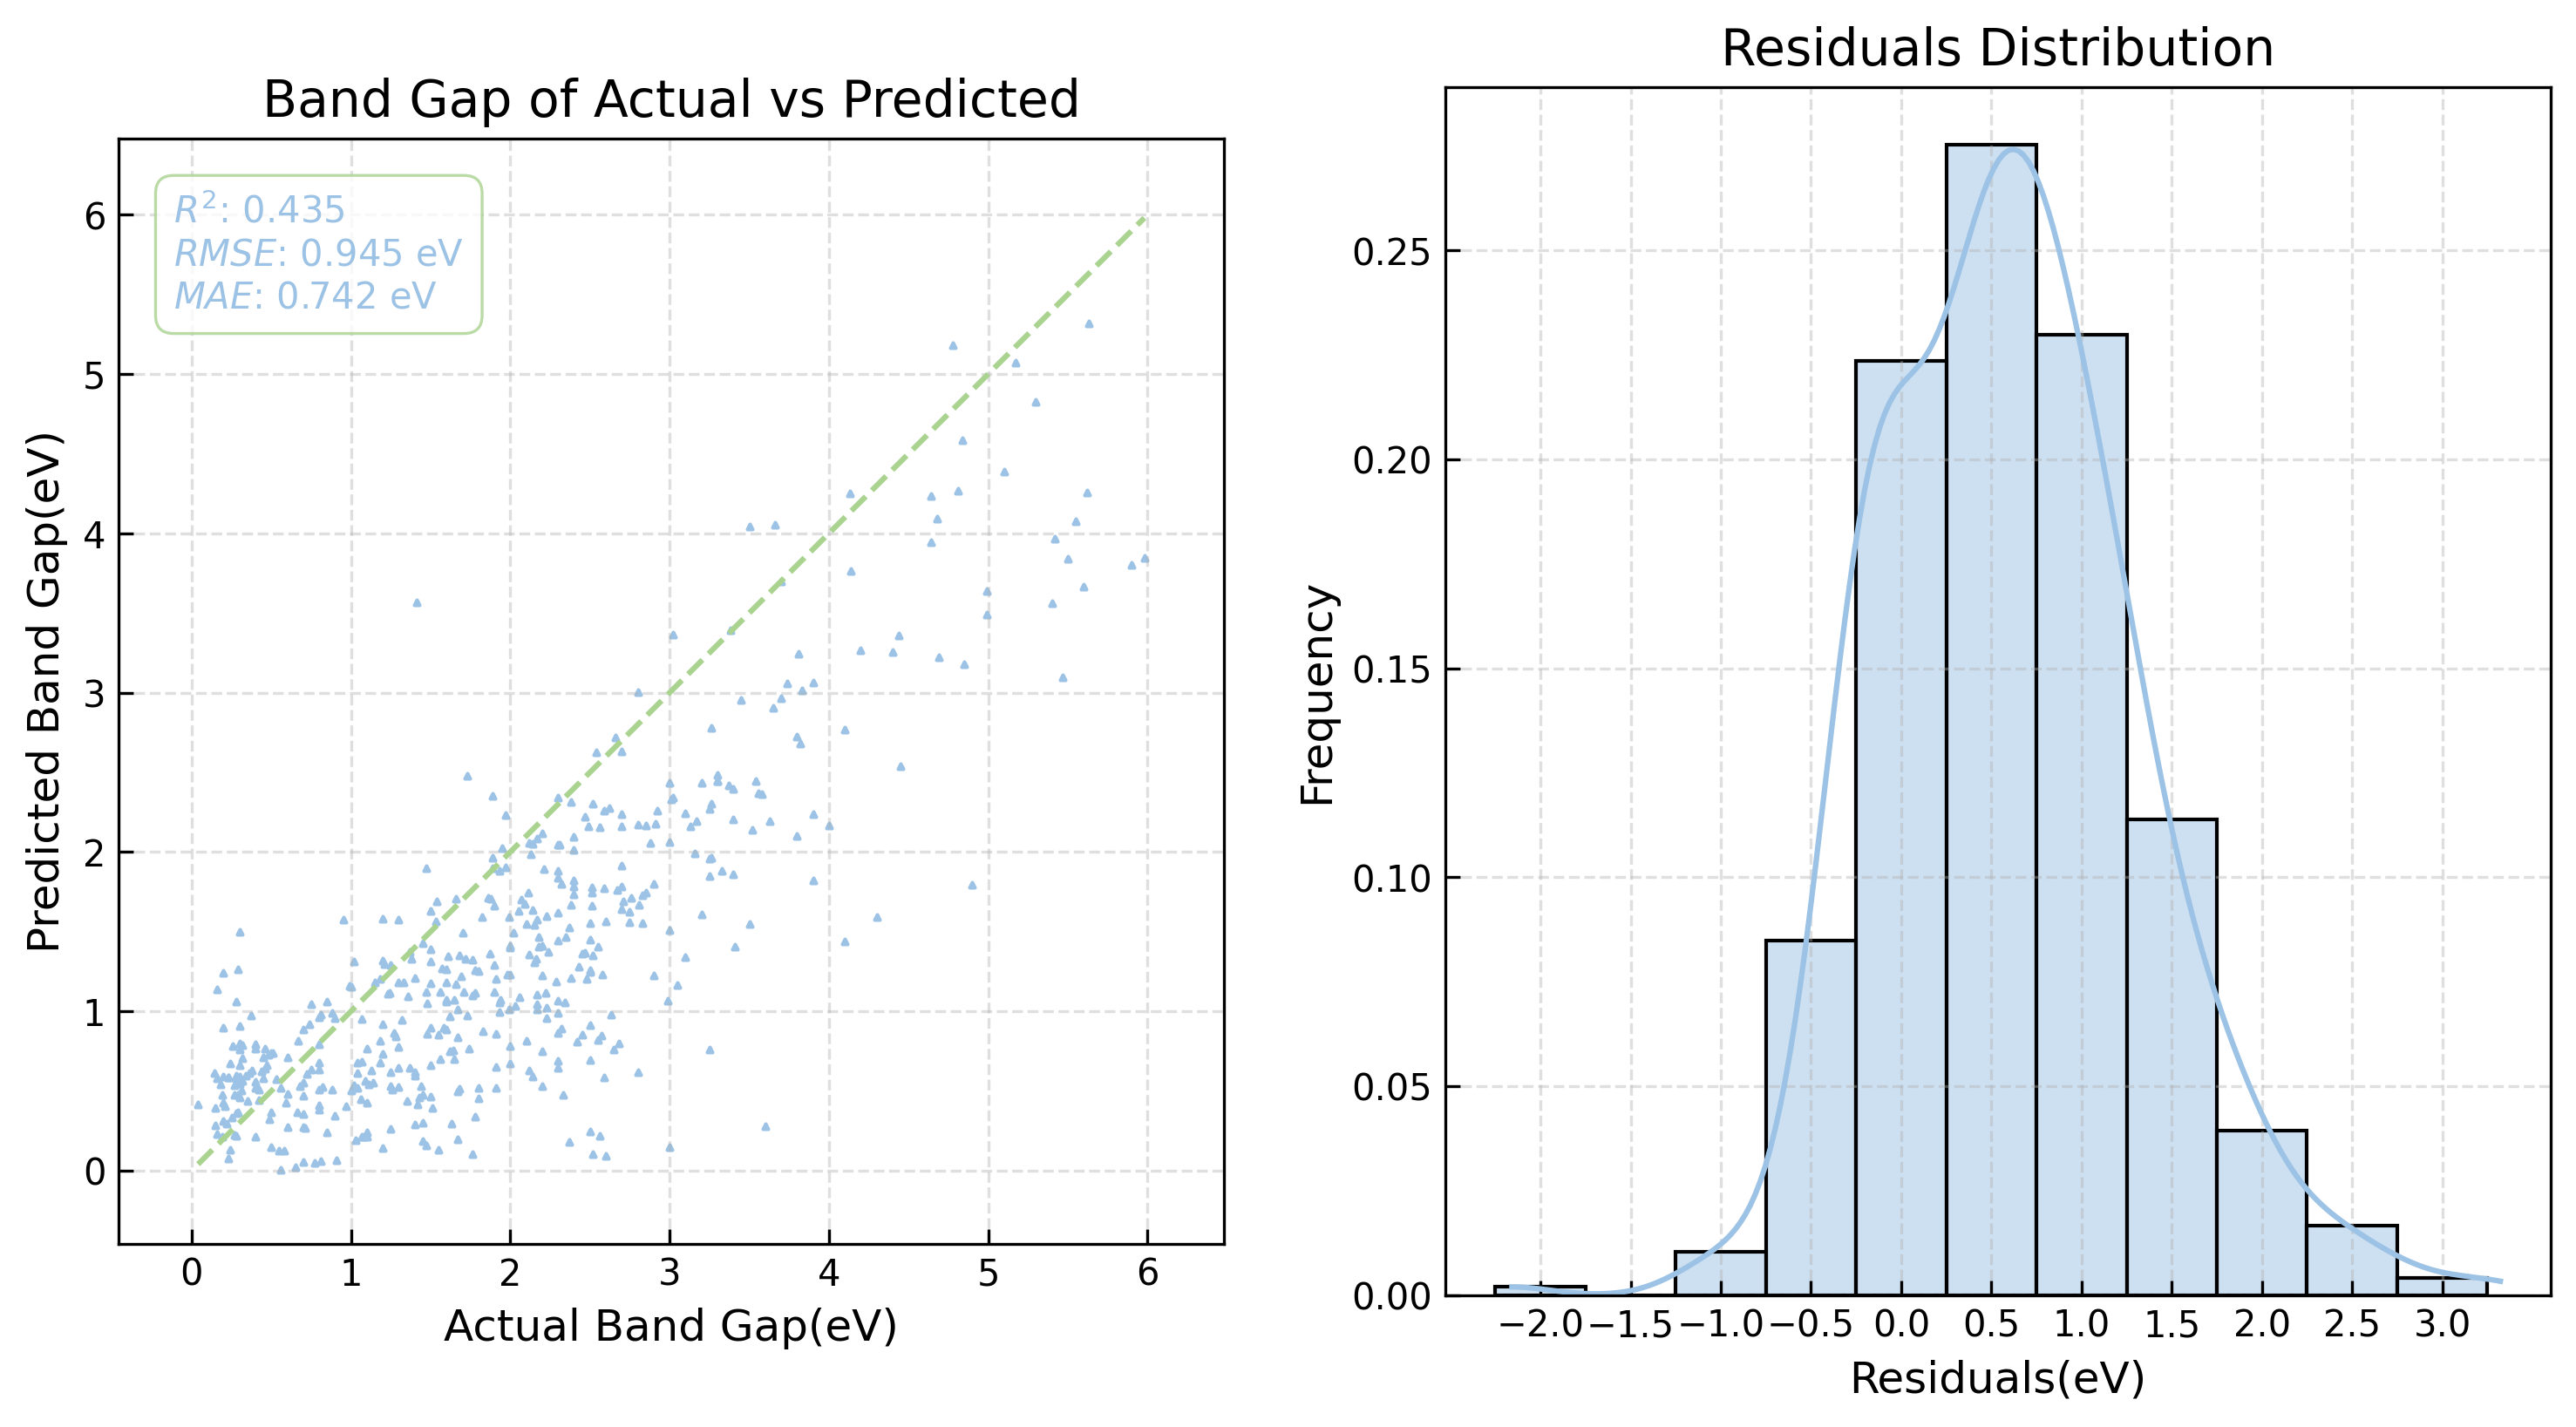 Band Gap of Actual vs Predicted
R²: 0.435
RMSE: 0.945 eV
MAE: 0.742 eV
Predicted Band Gap(eV)
6
5
4
3
2
1
0
0 1 2 3 4 5 6
Actual Band Gap(eV)
Residuals Distribution
Frequency
0.25
0.20
0.15
0.10
0.05
0.00
−2.0 −1.5 −1.0 −0.5 0.0 0.5 1.0 1.5 2.0 2.5 3.0
Residuals(eV)